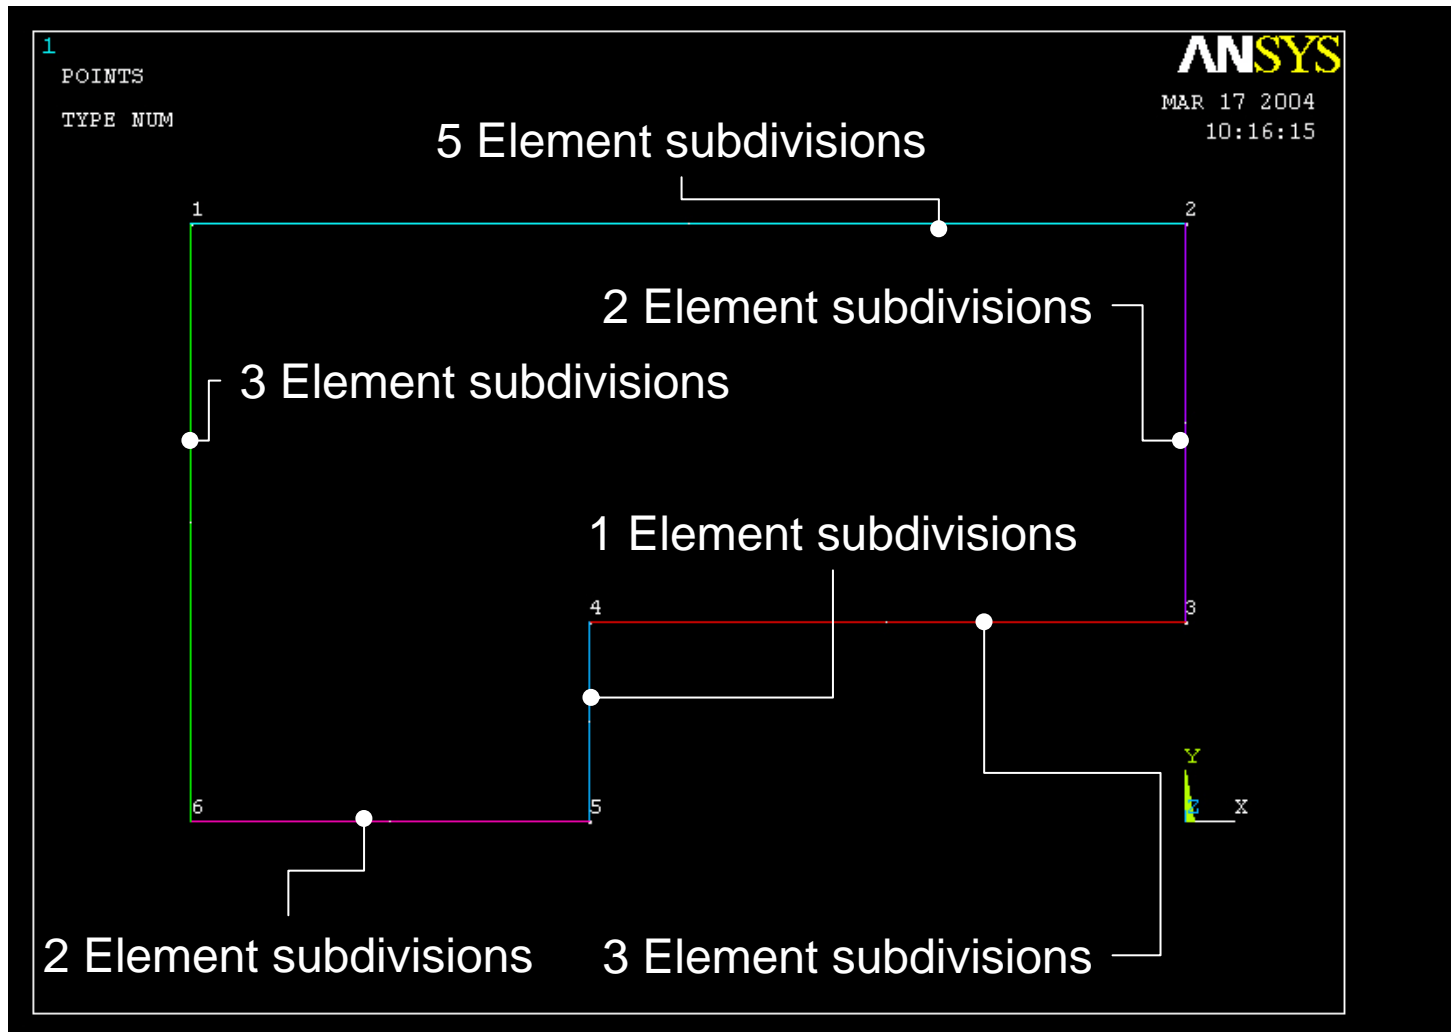 1
ANSYS
POINTS
TYPE NUM
MAR 17 2004
10:16:15
5 Element subdivisions
1
2
2 Element subdivisions
3 Element subdivisions
1 Element subdivisions
4
3
Y
Z
X
6
5
2 Element subdivisions
3 Element subdivisions